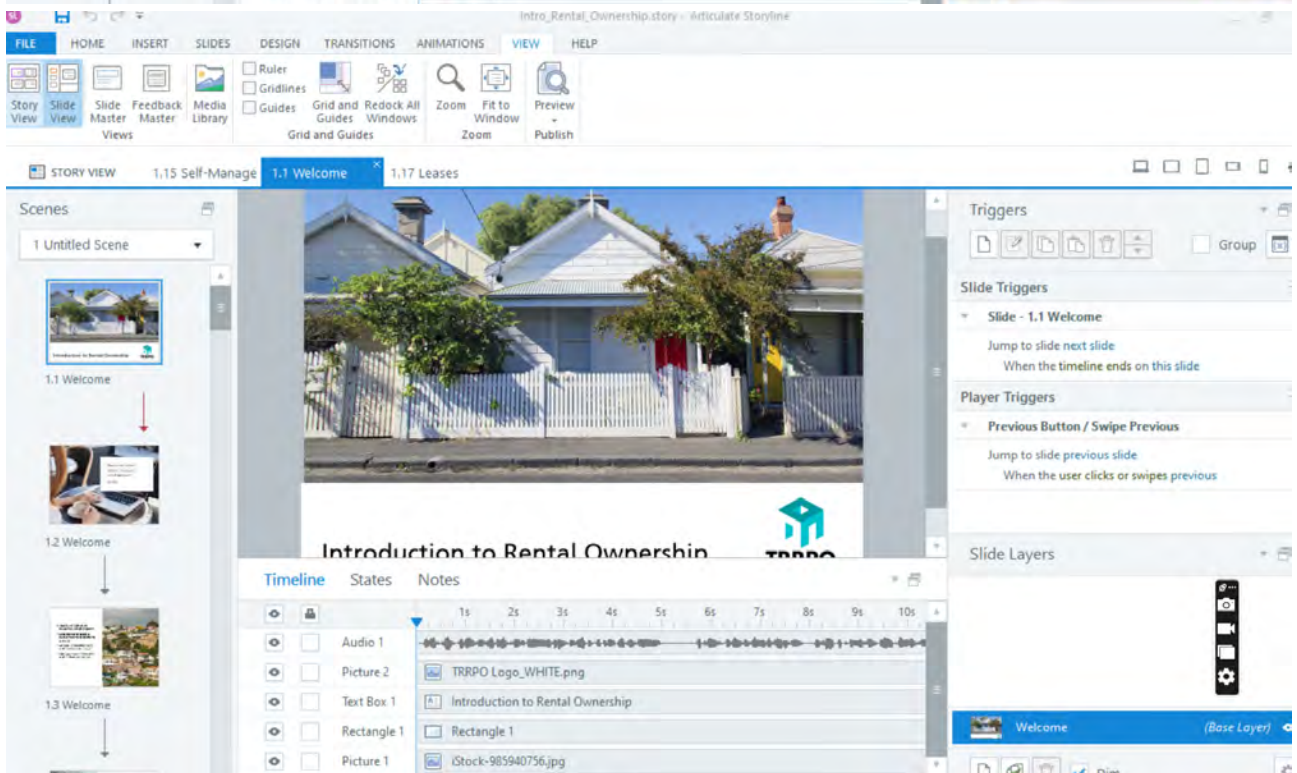 SL
Intro_Rental_Ownership.story - Articulate Storyline
FILE HOME INSERT SLIDES DESIGN TRANSITIONS ANIMATIONS VIEW HELP
Story View
Slide View
Slide Master
Feedback Master
Media Library
Views
Ruler
Gridlines
Guides
Grid and Guides
Redock All Windows
Grid and Guides
Zoom
Fit to Window
Zoom
Preview
Publish
STORY VIEW 1.15 Self-Manage 1.1 Welcome × 1.17 Leases
Scenes
1 Untitled Scene
Introduction to Rental Ownership
1.1 Welcome
1.2 Welcome
1.3 Welcome
Introduction to Rental Ownership
TRRPO
Timeline States Notes
1s 2s 3s 4s 5s 6s 7s 8s 9s 10s
Audio 1
Picture 2 TRRPO Logo_WHITE.png
Text Box 1 Introduction to Rental Ownership
Rectangle 1 Rectangle 1
Picture 1 iStock-985940756.jpg
Triggers
Group
Slide Triggers
Slide - 1.1 Welcome
Jump to slide next slide
When the timeline ends on this slide
Player Triggers
Previous Button / Swipe Previous
Jump to slide previous slide
When the user clicks or swipes previous
Slide Layers
Welcome (Base Layer)
Dim